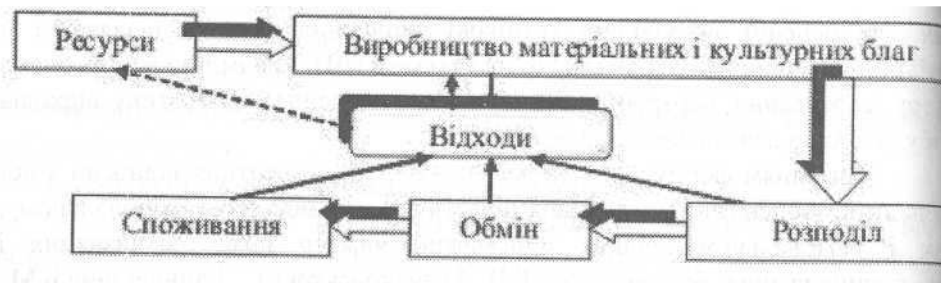 Ресурси
Виробництво матеріальних і культурних благ
Відходи
Споживання
Обмін
Розподіл